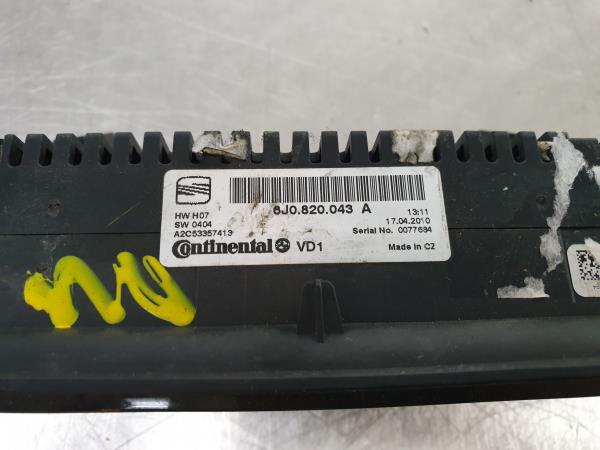 6J0.820.043 A
HW H07
13:11
SW 0404
17.04.2010
A2C53357413
Serial No. 0077684
Continental VD1
Made in CZ